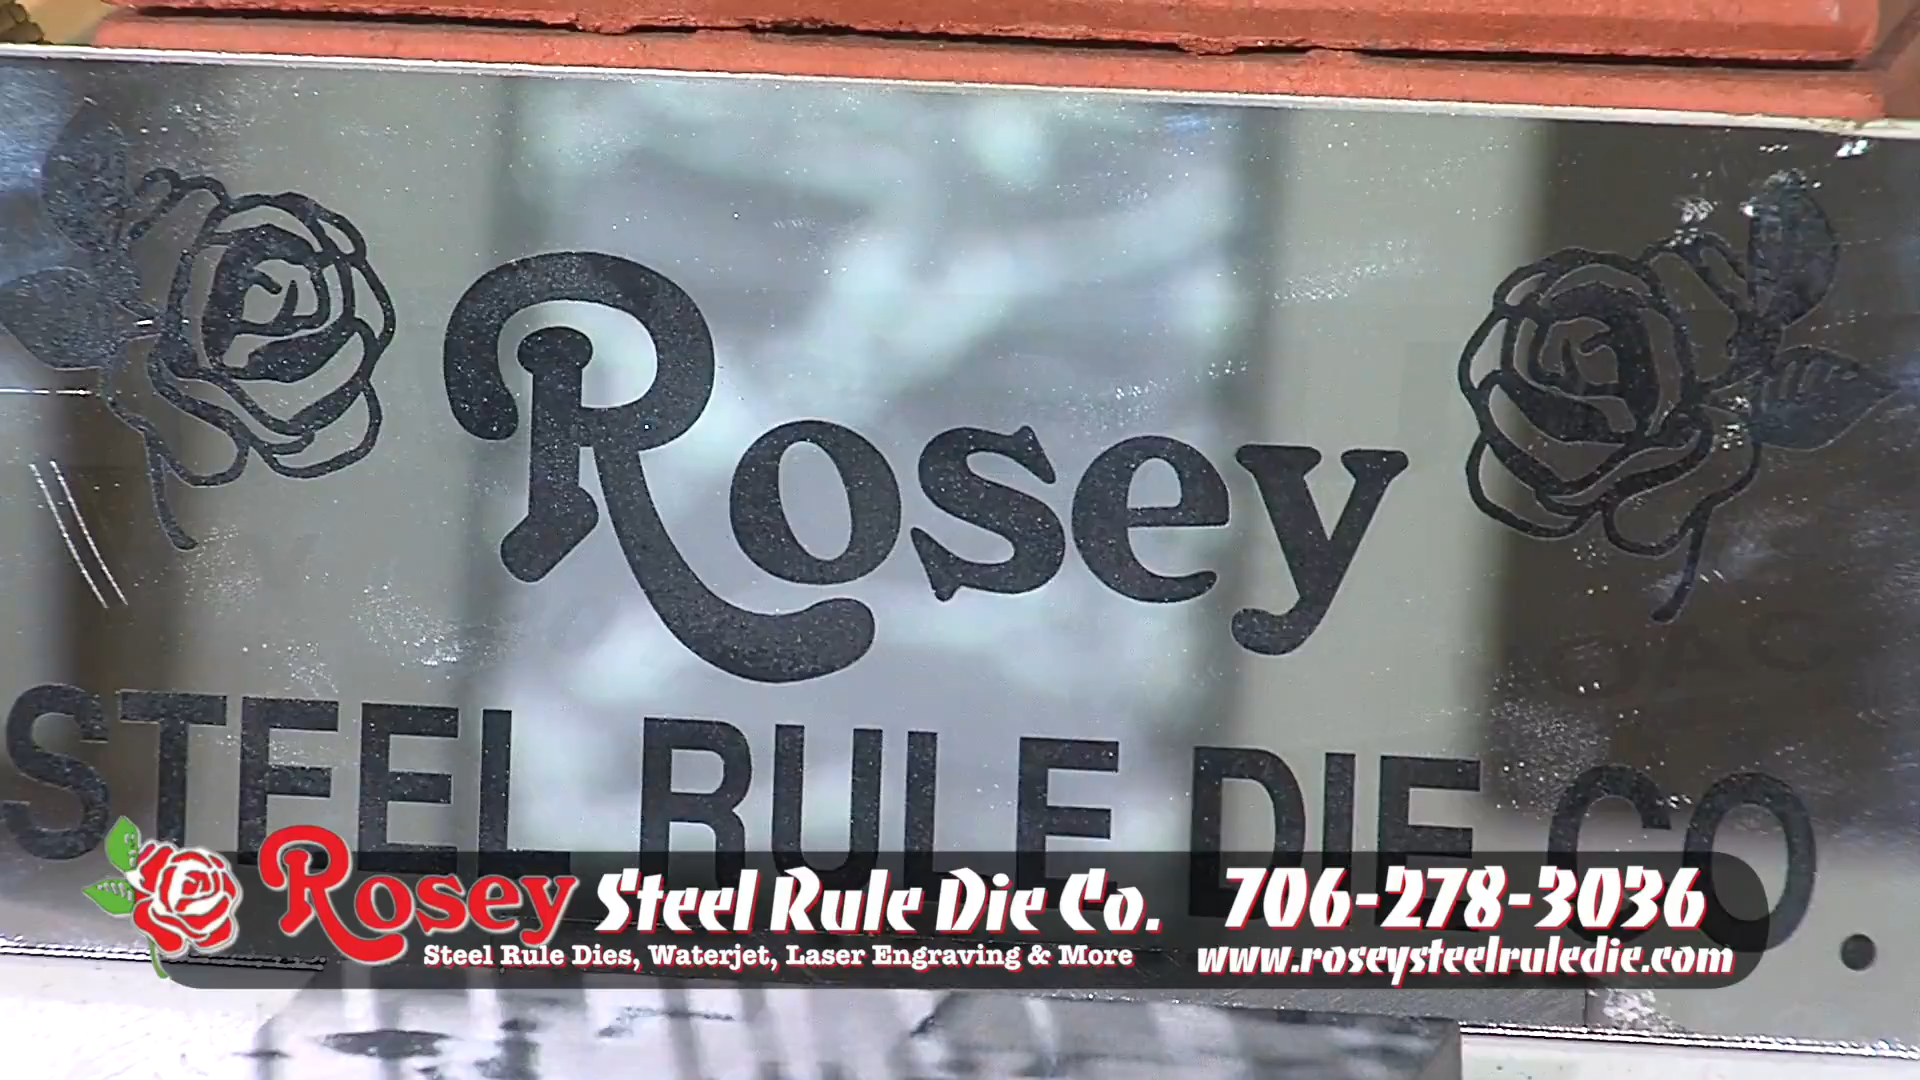 Rosey
STEEL RULE DIE CO.
Rosey Steel Rule Die Co. 706-278-3036
Steel Rule Dies, Waterjet, Laser Engraving & More www.roseysteelruledie.com